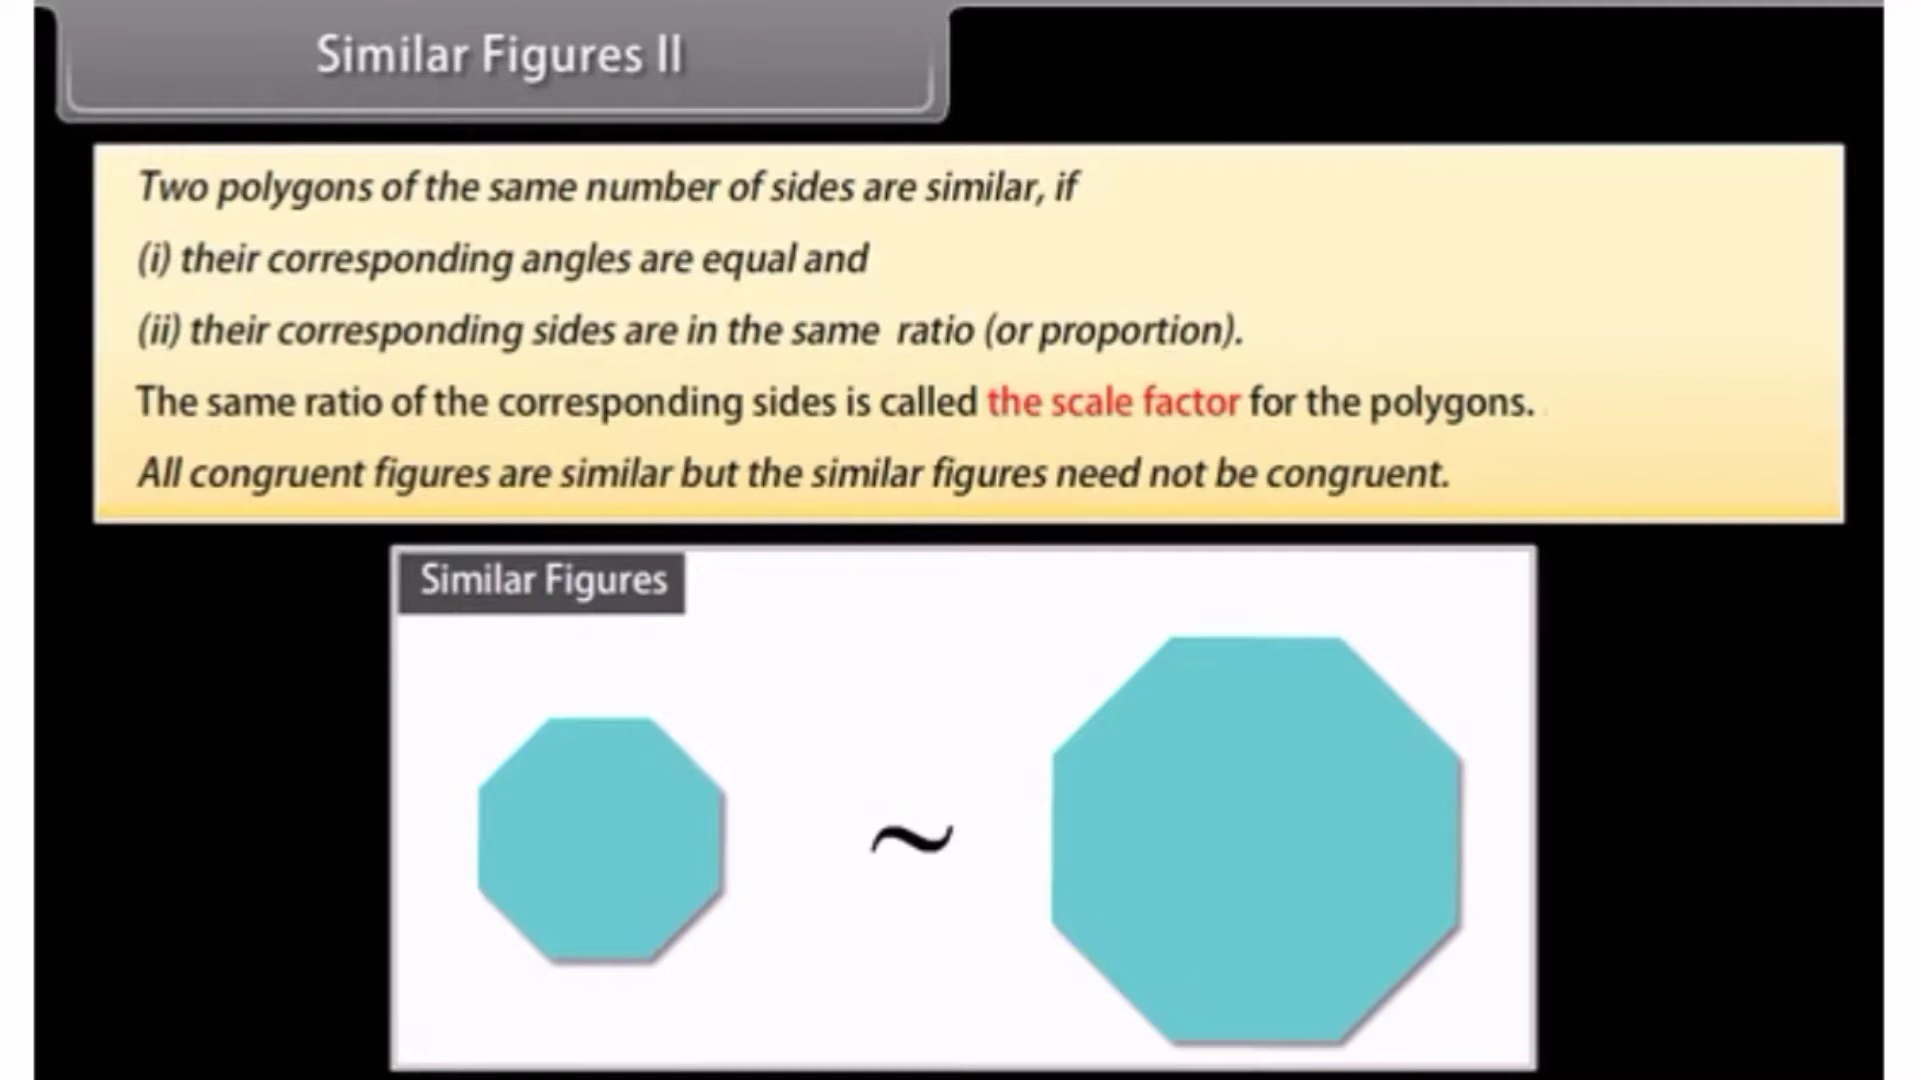 Similar Figures II
Two polygons of the same number of sides are similar, if
(i) their corresponding angles are equal and
(ii) their corresponding sides are in the same ratio (or proportion).
The same ratio of the corresponding sides is called the scale factor for the polygons.
All congruent figures are similar but the similar figures need not be congruent.
Similar Figures
~